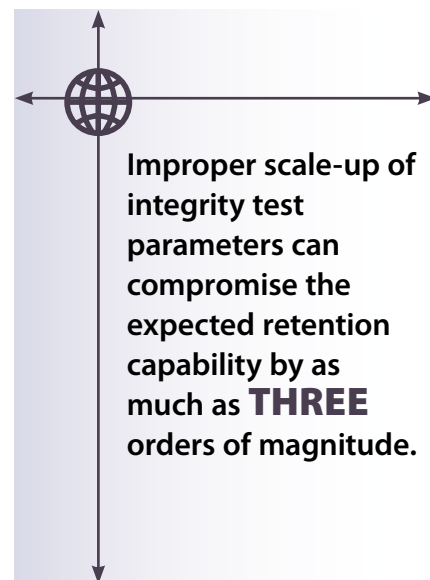 Improper scale-up of
integrity test
parameters can
compromise the
expected retention
capability by as
much as THREE
orders of magnitude.